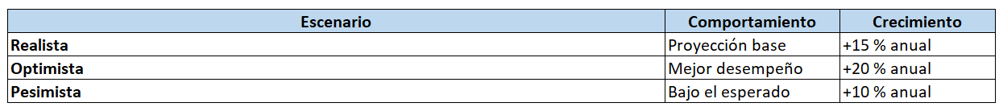 Escenario Comportamiento Crecimiento
Realista Proyección base +15 % anual
Optimista Mejor desempeño +20 % anual
Pesimista Bajo el esperado +10 % anual